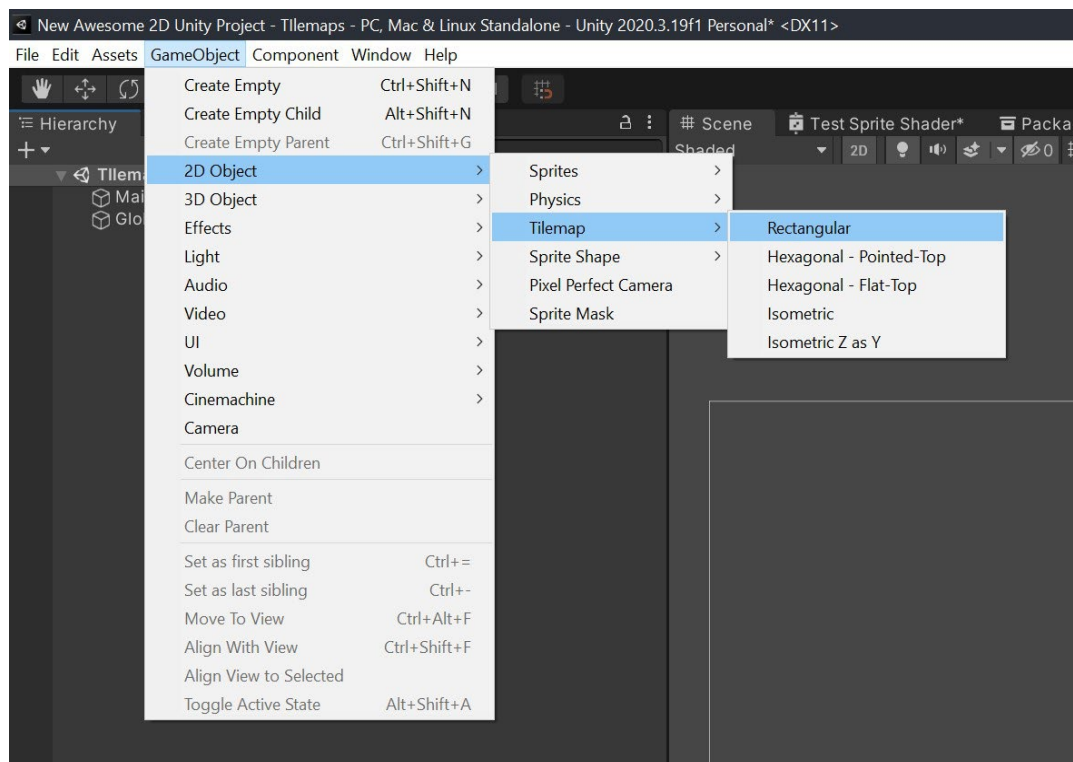 New Awesome 2D Unity Project - TIlemaps - PC, Mac & Linux Standalone - Unity 2020.3.19f1 Personal* <DX11>
File Edit Assets GameObject Component Window Help
Hierarchy
TIlem
Mai
Glo
Create Empty Ctrl+Shift+N
Create Empty Child Alt+Shift+N
Create Empty Parent Ctrl+Shift+G
2D Object
3D Object
Effects
Light
Audio
Video
UI
Volume
Cinemachine
Camera
Center On Children
Make Parent
Clear Parent
Set as first sibling Ctrl+=
Set as last sibling Ctrl+-
Move To View Ctrl+Alt+F
Align With View Ctrl+Shift+F
Align View to Selected
Toggle Active State Alt+Shift+A
Sprites
Physics
Tilemap
Sprite Shape
Pixel Perfect Camera
Sprite Mask
Rectangular
Hexagonal - Pointed-Top
Hexagonal - Flat-Top
Isometric
Isometric Z as Y
Scene Test Sprite Shader* Packa
Shaded 2D 0